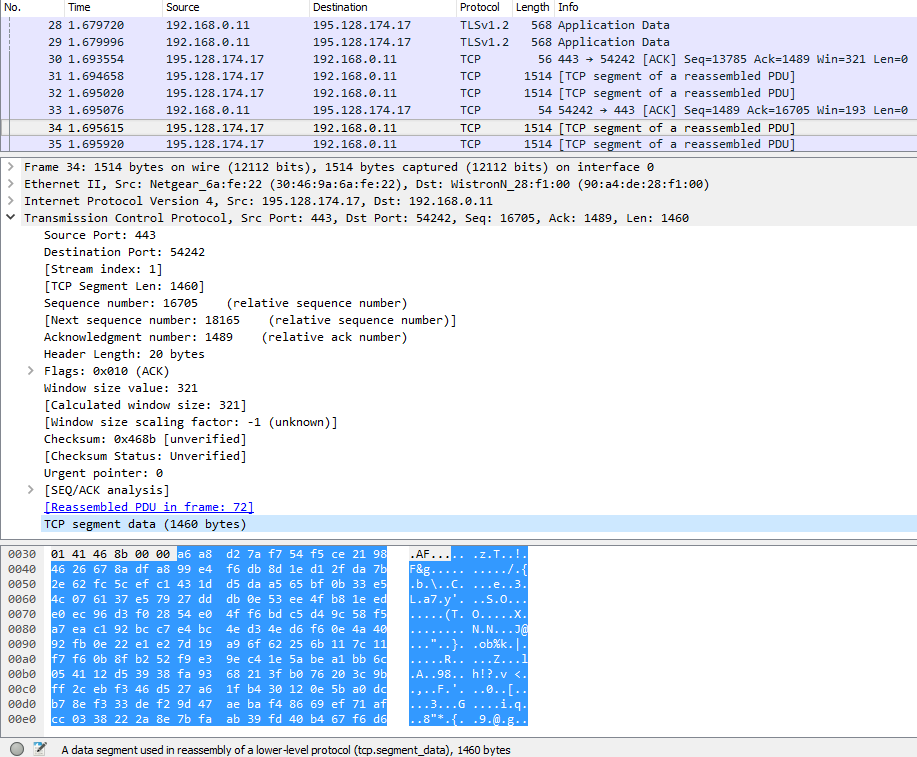 No. Time Source Destination Protocol Length Info
28 1.679720 192.168.0.11 195.128.174.17 TLSv1.2 568 Application Data
29 1.679996 192.168.0.11 195.128.174.17 TLSv1.2 568 Application Data
30 1.693554 195.128.174.17 192.168.0.11 TCP 56 443 → 54242 [ACK] Seq=13785 Ack=1489 Win=321 Len=0
31 1.694658 195.128.174.17 192.168.0.11 TCP 1514 [TCP segment of a reassembled PDU]
32 1.695020 195.128.174.17 192.168.0.11 TCP 1514 [TCP segment of a reassembled PDU]
33 1.695076 192.168.0.11 195.128.174.17 TCP 54 54242 → 443 [ACK] Seq=1489 Ack=16705 Win=193 Len=0
34 1.695615 195.128.174.17 192.168.0.11 TCP 1514 [TCP segment of a reassembled PDU]
35 1.695920 195.128.174.17 192.168.0.11 TCP 1514 [TCP segment of a reassembled PDU]
Frame 34: 1514 bytes on wire (12112 bits), 1514 bytes captured (12112 bits) on interface 0
Ethernet II, Src: Netgear_6a:fe:22 (30:46:9a:6a:fe:22), Dst: WistronN_28:f1:00 (90:a4:de:28:f1:00)
Internet Protocol Version 4, Src: 195.128.174.17, Dst: 192.168.0.11
Transmission Control Protocol, Src Port: 443, Dst Port: 54242, Seq: 16705, Ack: 1489, Len: 1460
Source Port: 443
Destination Port: 54242
[Stream index: 1]
[TCP Segment Len: 1460]
Sequence number: 16705 (relative sequence number)
[Next sequence number: 18165 (relative sequence number)]
Acknowledgment number: 1489 (relative ack number)
Header Length: 20 bytes
Flags: 0x010 (ACK)
Window size value: 321
[Calculated window size: 321]
[Window size scaling factor: -1 (unknown)]
Checksum: 0x468b [unverified]
[Checksum Status: Unverified]
Urgent pointer: 0
[SEQ/ACK analysis]
[Reassembled PDU in frame: 72]
TCP segment data (1460 bytes)
0030 01 41 46 8b 00 00 a6 a8 d2 7a f7 54 f5 ce 21 98 .AF..... .z.T..!.
0040 46 26 67 8a df a8 99 e4 f6 db 8d 1e d1 2f da 7b F&g..... ...../.{
0050 2e 62 fc 5c ef c1 43 1d d5 da a5 65 bf 0b 33 e5 .b.\..C. ...e..3.
0060 4c 07 61 37 e5 79 27 dd db 0e 53 ee 4f b8 1e ed L.a7.y'. ..S.O...
0070 e0 ec 96 d3 f0 28 54 e0 4f f6 bd c5 d4 9c 58 f5 .....(T. O.....X.
0080 a7 ea c1 92 bc c7 e4 bc 4e d3 4e d6 f6 0e 4a 40 ........ N.N...J@
0090 92 fb 0e 22 e1 e2 7d 19 a9 6f 62 25 6b 11 7c 11 ..."..}. .ob%k.|.
00a0 f7 f6 0b 8f b2 52 f9 e3 9e c4 1e 5a be a1 bb 6c .....R.. ...Z...l
00b0 05 41 12 d5 39 38 fa 93 68 21 3f b0 76 20 3c 9b .A..98.. h!?.v <.
00c0 ff 2c eb f3 46 d5 27 a6 1f b4 30 12 0e 5b a0 dc .,..F.'. ..0..[..
00d0 b7 8e f3 33 de f2 9d 47 ae ba f4 86 69 ef 71 af ...3...G ....i.q.
00e0 cc 03 38 22 2a 8e 7b fa ab 39 fd 40 b4 67 f6 d6 ..8"*.{. .9.@.g..
A data segment used in reassembly of a lower-level protocol (tcp.segment_data), 1460 bytes